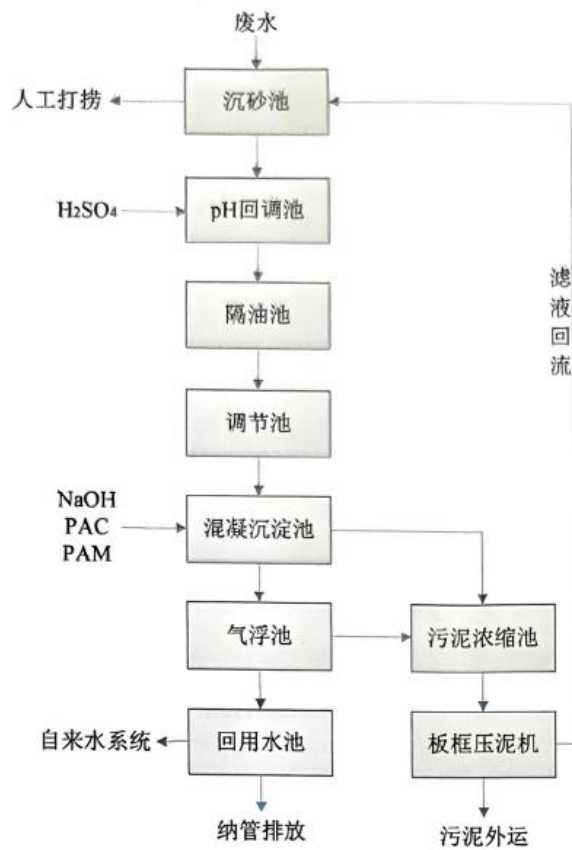 废水
人工打捞
沉砂池
H₂SO₄
pH回调池
隔油池
滤
液
回
流
调节池
NaOH
PAC
PAM
混凝沉淀池
气浮池
污泥浓缩池
自来水系统
回用水池
板框压泥机
纳管排放
污泥外运